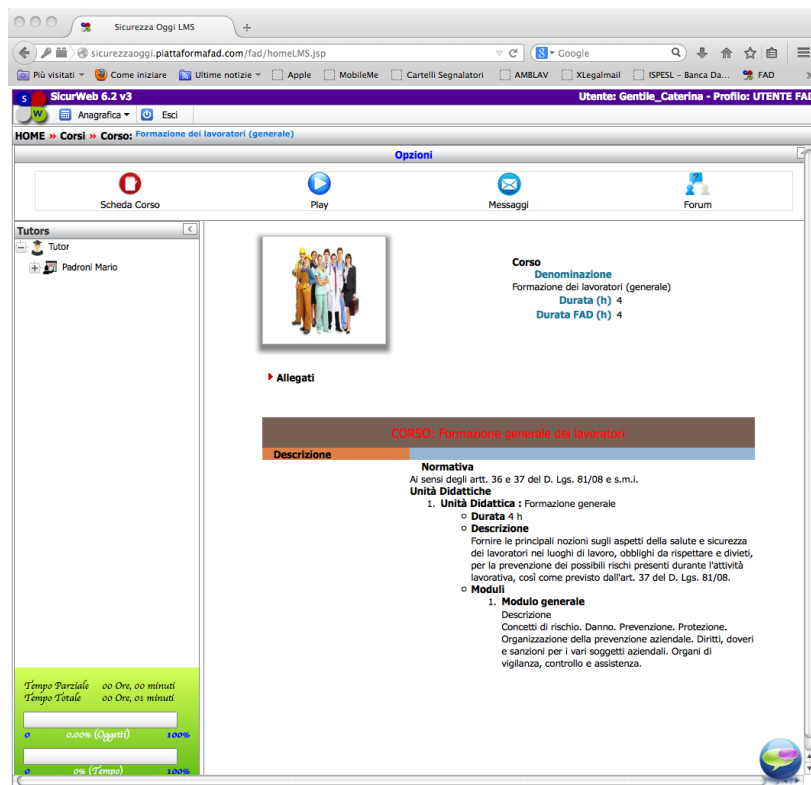 Sicurezza Oggi LMS
sicurezzaoggi.piattaformafad.com/fad/homeLMS.jsp
Google
Più visitati
Come iniziare
Ultime notizie
Apple
MobileMe
Cartelli Segnalatori
AMBLAV
XLegalmail
ISPESL – Banca Da...
FAD
SicurWeb 6.2 v3
Utente: Gentile_Caterina - Profilo: UTENTE FAD
S
W
Anagrafica
Esci
HOME » Corsi » Corso: Formazione dei lavoratori (generale)
Opzioni
Scheda Corso
Play
Messaggi
Forum
Tutors
Tutor
Padroni Mario
Corso
Denominazione
Formazione dei lavoratori (generale)
Durata (h) 4
Durata FAD (h) 4
Allegati
CORSO: Formazione generale dei lavoratori
Descrizione
Normativa
Ai sensi degli artt. 36 e 37 del D. Lgs. 81/08 e s.m.i.
Unità Didattiche
1. Unità Didattica : Formazione generale
Durata 4 h
Descrizione
Fornire le principali nozioni sugli aspetti della salute e sicurezza
dei lavoratori nei luoghi di lavoro, obblighi da rispettare e divieti,
per la prevenzione dei possibili rischi presenti durante l'attività
lavorativa, così come previsto dall'art. 37 del D. Lgs. 81/08.
Moduli
1. Modulo generale
Descrizione
Concetti di rischio. Danno. Prevenzione. Protezione.
Organizzazione della prevenzione aziendale. Diritti, doveri
e sanzioni per i vari soggetti aziendali. Organi di
vigilanza, controllo e assistenza.
Tempo Parziale 00 Ore, 00 minuti
Tempo Totale 00 Ore, 01 minuti
0 0.00% (Oggetti) 100%
0 0% (Tempo) 100%